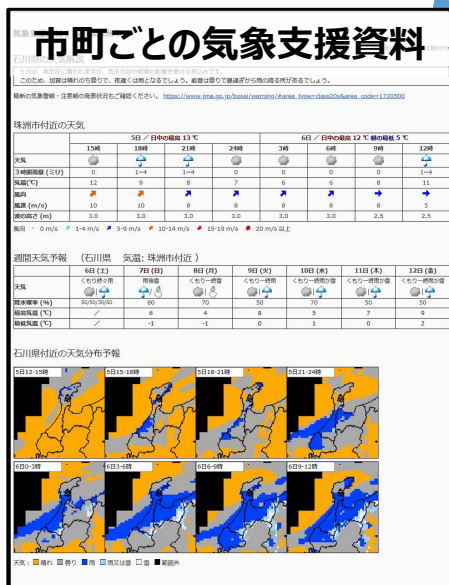 市町ごとの気象支援資料
このため、加賀は晴れのち曇りで、夜遅くは雨となるでしょう。能登は曇りで昼過ぎから雨の降る所があるでしょう。
最新の気象警報・注意報の発表状況もご確認ください。 https://www.jma.go.jp/bosai/warning/#area_type=class20s&area_code=1720500
珠洲市付近の天気
5日 / 日中の最高 13 ℃ 6日 / 日中の最高 12 ℃ 朝の最低 5 ℃
15時 18時 21時 24時 3時 6時 9時 12時
天気
3時間雨量 (ミリ) 0 1~4 1~4 0 0 0 0 1~4
気温(℃) 12 9 8 7 6 6 8 11
風向
風速 (m/s) 10 10 8 8 8 8 8 5
波の高さ (m) 3.0 3.0 3.0 3.0 3.0 3.0 2.5 2.5
風向 0 m/s 1-4 m/s 5-9 m/s 10-14 m/s 15-19 m/s 20 m/s 以上
週間天気予報 （石川県 気温: 珠洲市付近 ）
6日 (土) 7日 (日) 8日 (月) 9日 (火) 10日 (水) 11日 (木) 12日 (金)
天気 くもり時々雨 雨後雪 くもり一時雪 くもり一時雨 くもり一時雨 くもり一時雨か雪 くもり一時雨か雪
降水確率 (%) 50/50/30/50 80 70 50 70 50 50
最高気温(℃) / 6 4 8 5 7 9
最低気温(℃) / -1 -1 0 1 0 2
石川県付近の天気分布予報
5日12-15時 5日15-18時 5日18-21時 5日21-24時
6日0-3時 6日3-6時 6日6-9時 6日9-12時
天気： 晴れ 曇り 雨 雨又は雪 雪 範囲外